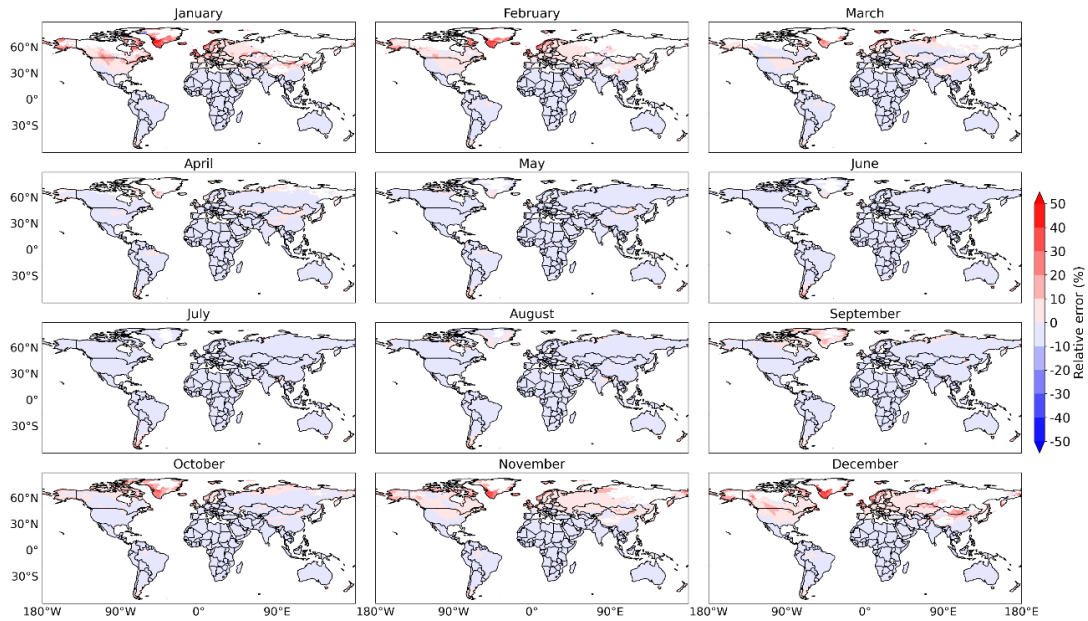 January
February
March
60°N
30°N
0°
30°S
April
May
June
60°N
30°N
0°
30°S
July
August
September
60°N
30°N
0°
30°S
October
November
December
60°N
30°N
0°
30°S
180°W
90°W
0°
90°E
180°W
90°W
0°
90°E
180°W
90°W
0°
90°E
180°E
50
40
30
20
10
0
-10
-20
-30
-40
-50
Relative error (%)